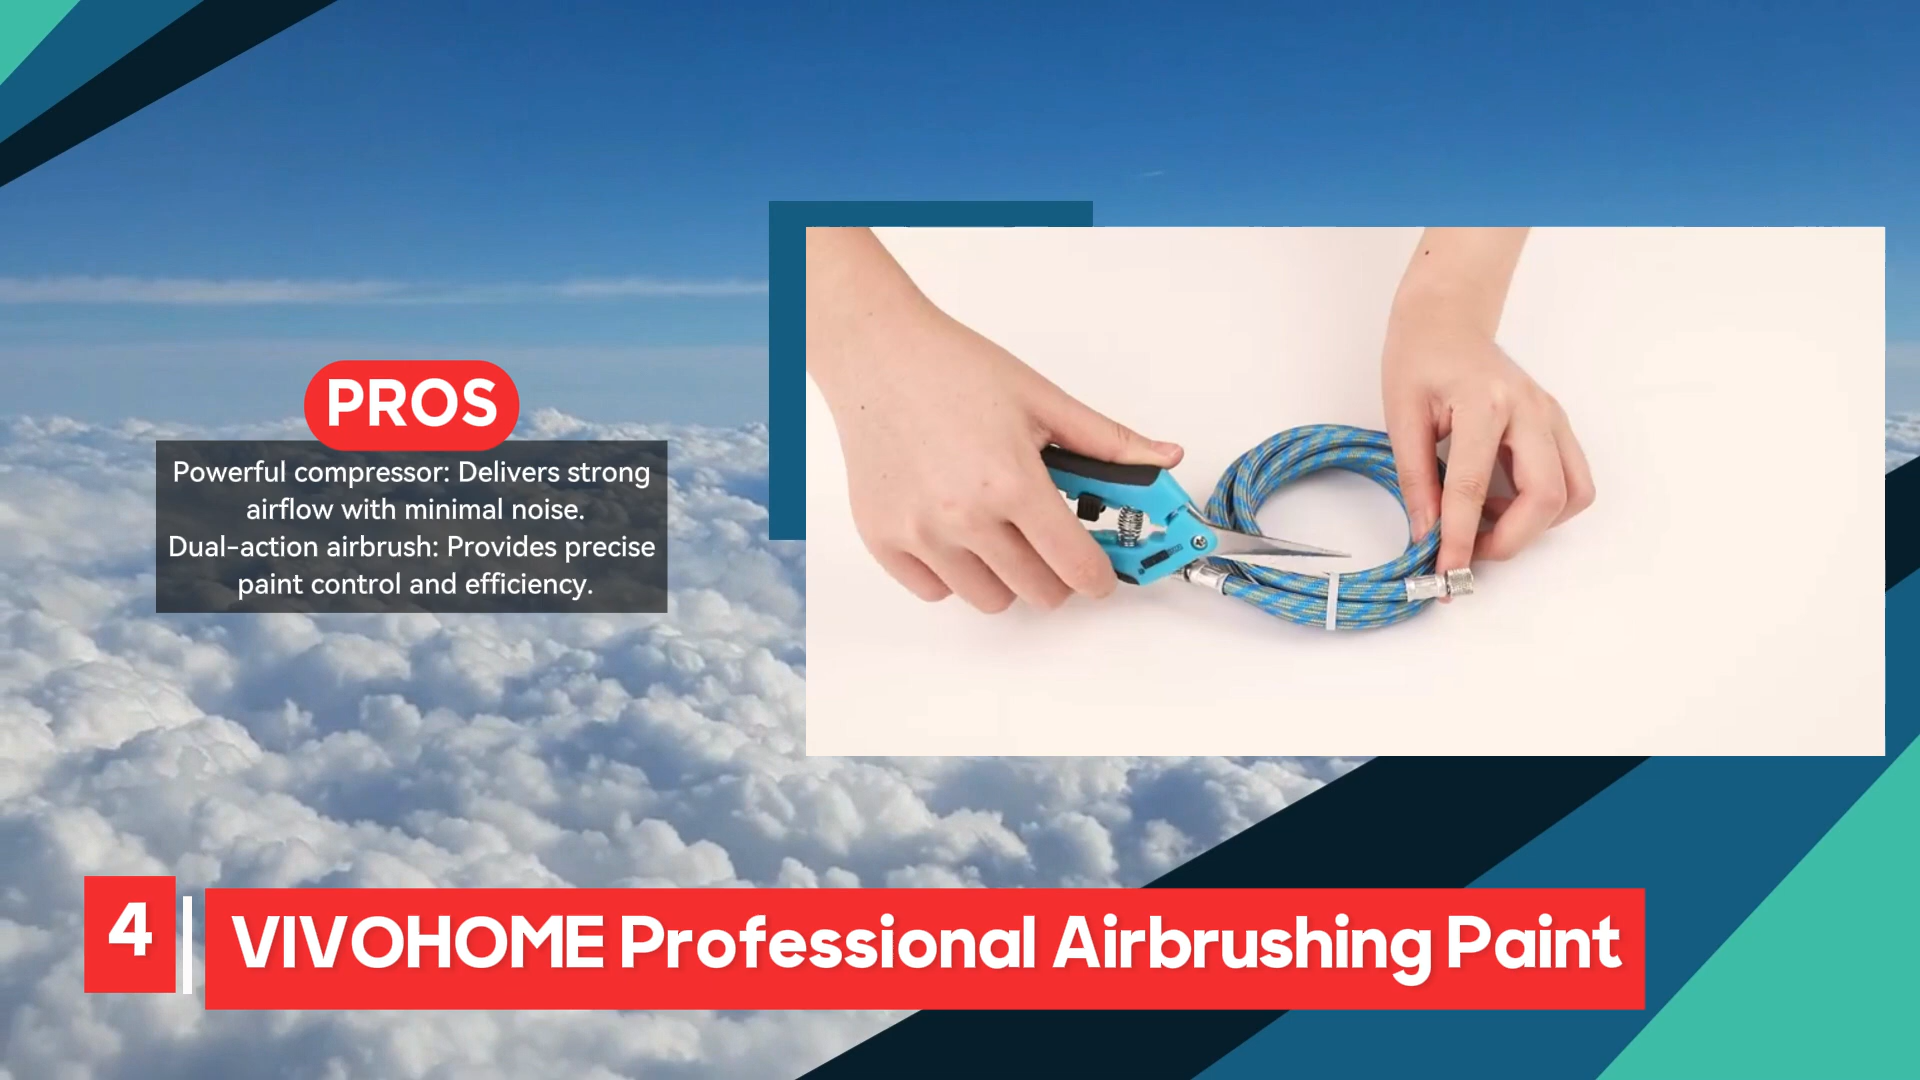 PROS
Powerful compressor: Delivers strong
airflow with minimal noise.
Dual-action airbrush: Provides precise
paint control and efficiency.
4
VIVOHOME Professional Airbrushing Paint